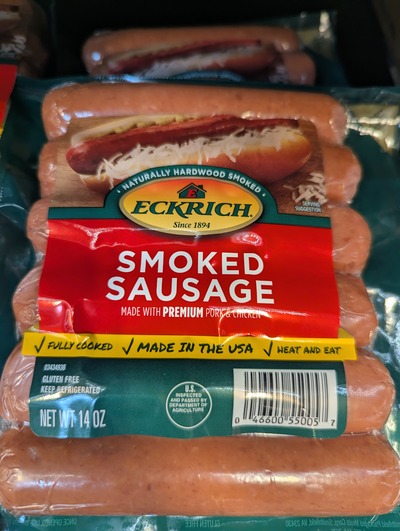 NATURALLY HARDWOOD SMOKED
ECKRICH
Since 1894
SERVING
SUGGESTION
SMOKED
SAUSAGE
MADE WITH PREMIUM PORK & CHICKEN
✓ FULLY COOKED ✓ MADE IN THE USA ✓ HEAT AND EAT
GLUTEN FREE
KEEP REFRIGERATED
NET WT 14 OZ
U.S.
INSPECTED
AND PASSED BY
DEPARTMENT OF
AGRICULTURE
0 46600 55005 7